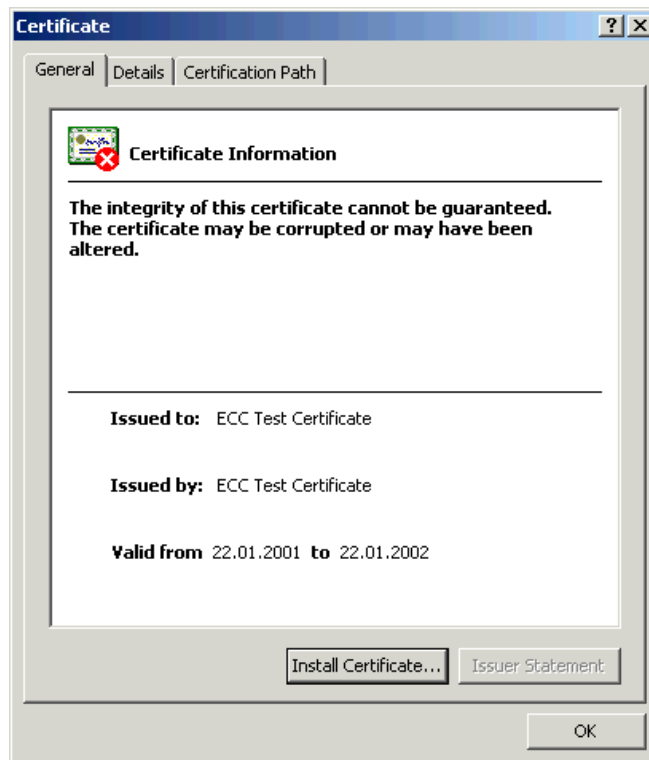 Certificate
General Details Certification Path
Certificate Information
The integrity of this certificate cannot be guaranteed.
The certificate may be corrupted or may have been
altered.
Issued to: ECC Test Certificate
Issued by: ECC Test Certificate
Valid from 22.01.2001 to 22.01.2002
Install Certificate... Issuer Statement
OK